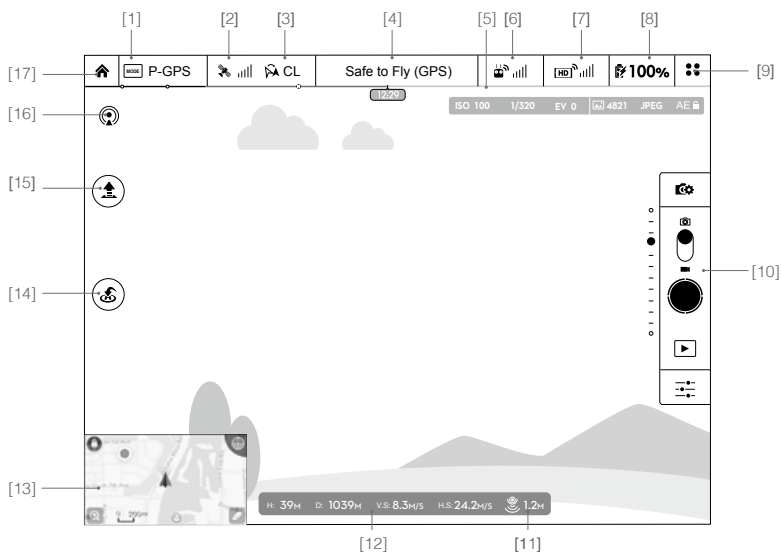 [1] [2] [3] [4] [5] [6] [7] [8]
[17] MODE P-GPS CL Safe to Fly (GPS) HD 100% [9]
12:29
[16] ISO 100 1/320 EV 0 4821 JPEG AE
[15]
[10]
[14]
[13] 200m
H: 39M D: 1039M V.S: 8.3M/S H.S: 24.2M/S 1.2M
[12] [11]